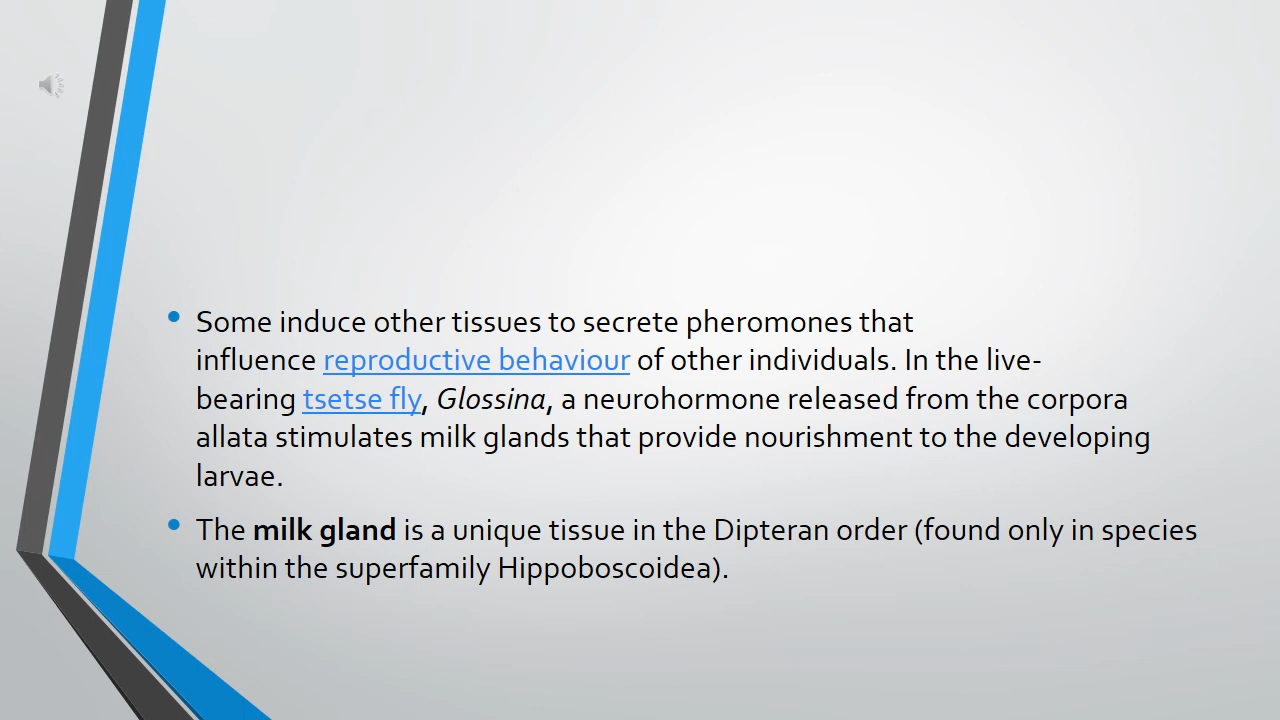 • Some induce other tissues to secrete pheromones that
influence reproductive behaviour of other individuals. In the live-
bearing tsetse fly, Glossina, a neurohormone released from the corpora
allata stimulates milk glands that provide nourishment to the developing
larvae.
• The milk gland is a unique tissue in the Dipteran order (found only in species
within the superfamily Hippoboscoidea).